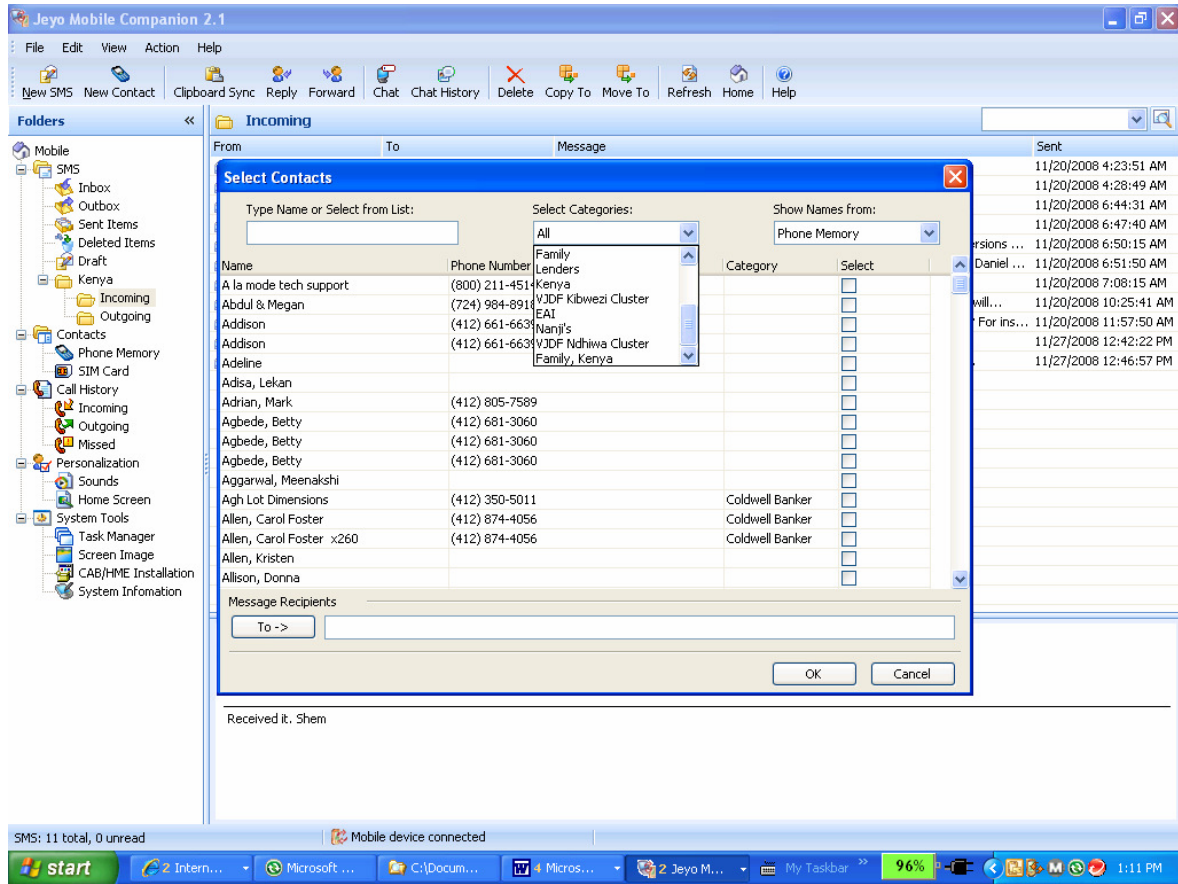 Jeyo Mobile Companion 2.1
File Edit View Action Help
New SMS New Contact Clipboard Sync Reply Forward Chat Chat History Delete Copy To Move To Refresh Home Help
Folders «
Mobile
SMS
Inbox
Outbox
Sent Items
Deleted Items
Draft
Kenya
Incoming
Outgoing
Contacts
Phone Memory
SIM Card
Call History
Incoming
Outgoing
Missed
Personalization
Sounds
Home Screen
System Tools
Task Manager
Screen Image
CAB/HME Installation
System Infomation
Incoming
From To Message Sent
11/20/2008 4:23:51 AM
11/20/2008 4:28:49 AM
11/20/2008 6:44:31 AM
11/20/2008 6:47:40 AM
ersions ... 11/20/2008 6:50:15 AM
Daniel ... 11/20/2008 6:51:50 AM
11/20/2008 7:08:15 AM
will... 11/20/2008 10:25:41 AM
For ins... 11/20/2008 11:57:50 AM
11/27/2008 12:42:22 PM
11/27/2008 12:46:57 PM
Select Contacts
Type Name or Select from List: Select Categories: Show Names from:
All Phone Memory
Family
Lenders
Kenya
VJDF Kibwezi Cluster
EAI
Nanji's
VJDF Ndhiwa Cluster
Family, Kenya
Name Phone Number Category Select
A la mode tech support (800) 211-451
Abdul & Megan (724) 984-891
Addison (412) 661-663
Addison (412) 661-663
Adeline
Adisa, Lekan
Adrian, Mark (412) 805-7589
Agbede, Betty (412) 681-3060
Agbede, Betty (412) 681-3060
Agbede, Betty (412) 681-3060
Aggarwal, Meenakshi
Agh Lot Dimensions (412) 350-5011 Coldwell Banker
Allen, Carol Foster (412) 874-4056 Coldwell Banker
Allen, Carol Foster x260 (412) 874-4056 Coldwell Banker
Allen, Kristen
Allison, Donna
Message Recipients
To ->
OK Cancel
Received it. Shem
SMS: 11 total, 0 unread Mobile device connected
start 2 Intern... Microsoft ... C:\Docum... 4 Micros... 2 Jeyo M... My Taskbar » 96% 1:11 PM